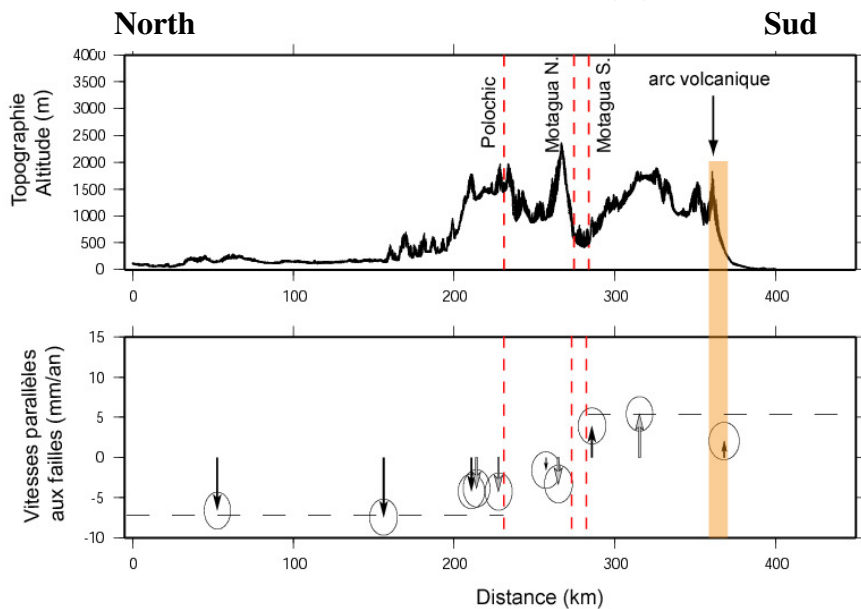 North
Sud
Topographie
Altitude (m)
4000
3500
3000
2500
2000
1500
1000
500
0
Polochic
Motagua N.
Motagua S.
arc volcanique
0
100
200
300
400
Vitesses parallèles
aux failles (mm/an)
15
10
5
0
-5
-10
0
100
200
300
400
Distance (km)